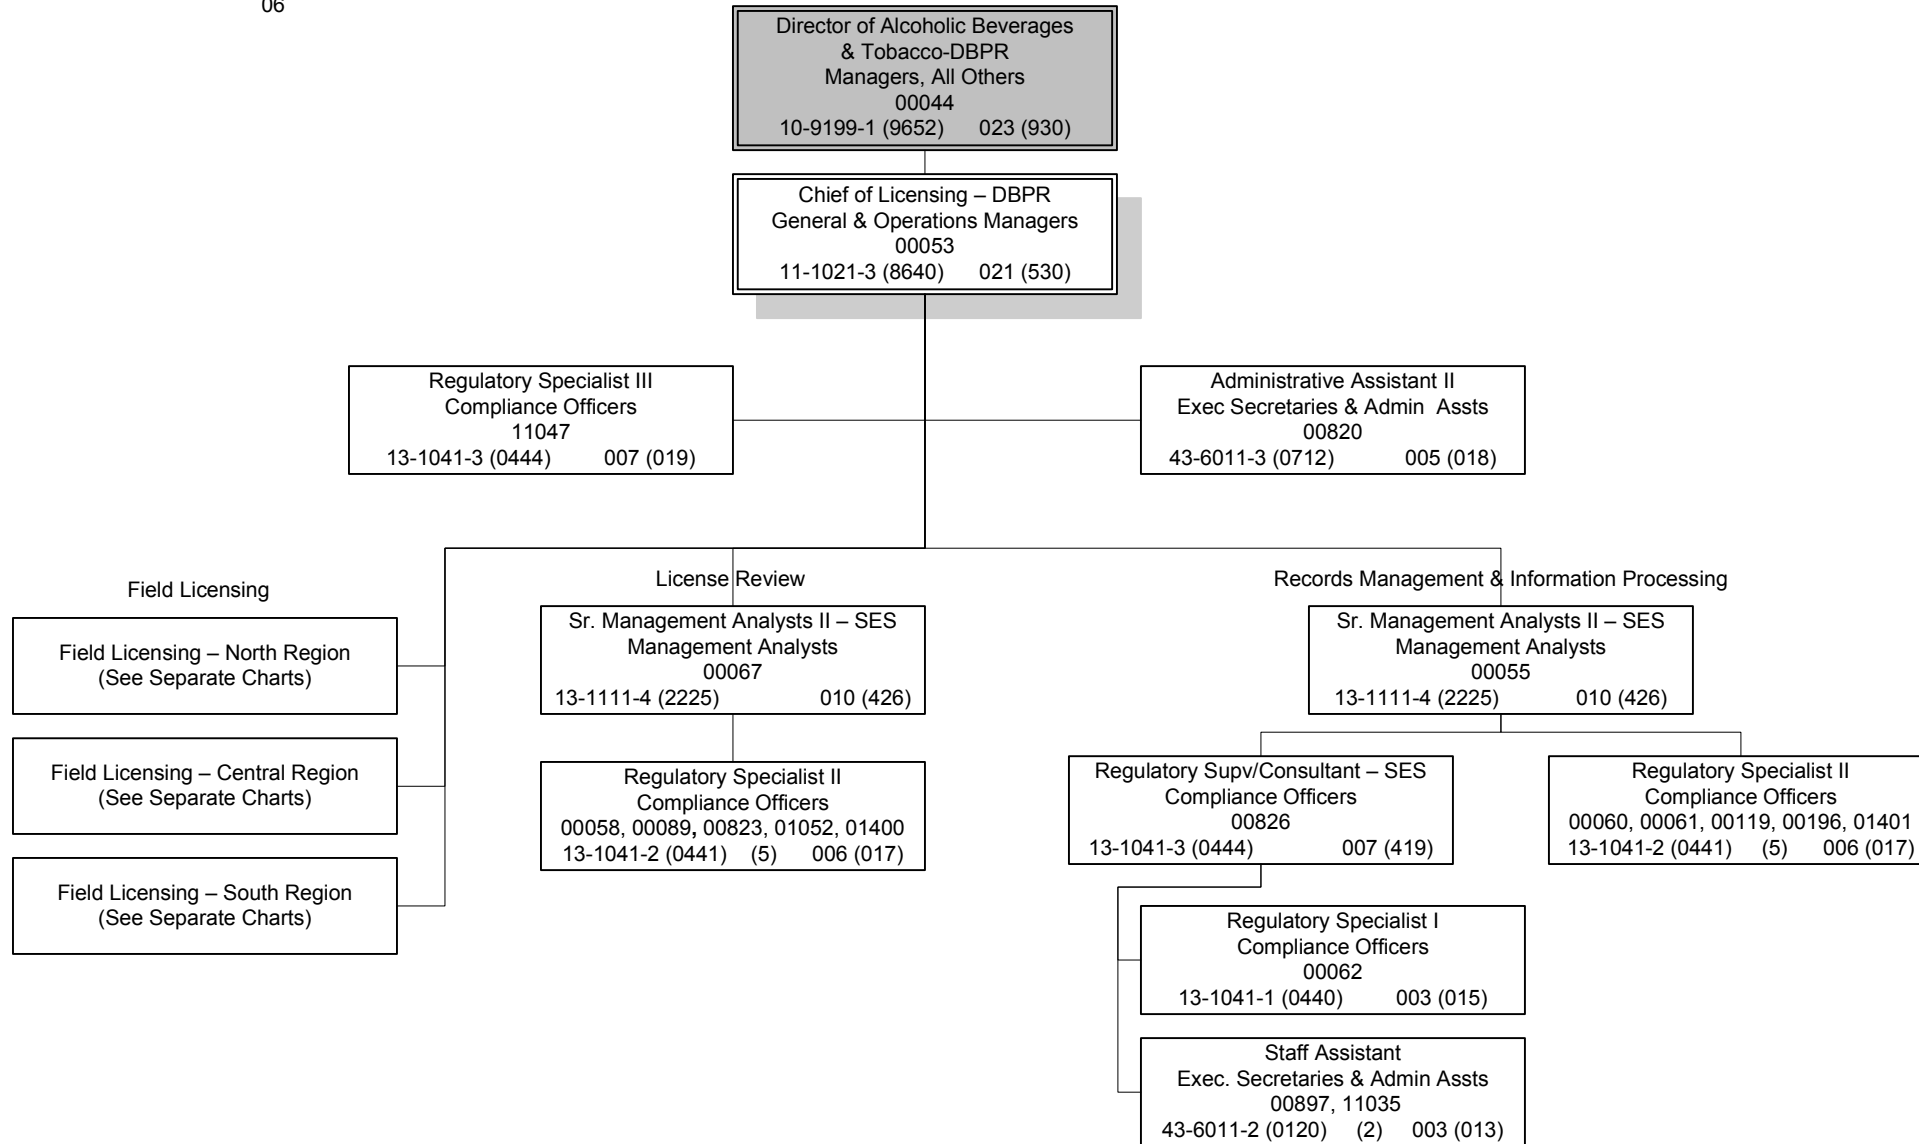 06
Director of Alcoholic Beverages
& Tobacco-DBPR
Managers, All Others
00044
10-9199-1 (9652) 023 (930)
Chief of Licensing – DBPR
General & Operations Managers
00053
11-1021-3 (8640) 021 (530)
Regulatory Specialist III
Compliance Officers
11047
13-1041-3 (0444) 007 (019)
Administrative Assistant II
Exec Secretaries & Admin Assts
00820
43-6011-3 (0712) 005 (018)
Field Licensing
Field Licensing – North Region
(See Separate Charts)
Field Licensing – Central Region
(See Separate Charts)
Field Licensing – South Region
(See Separate Charts)
License Review
Sr. Management Analysts II – SES
Management Analysts
00067
13-1111-4 (2225) 010 (426)
Regulatory Specialist II
Compliance Officers
00058, 00089, 00823, 01052, 01400
13-1041-2 (0441) (5) 006 (017)
Records Management & Information Processing
Sr. Management Analysts II – SES
Management Analysts
00055
13-1111-4 (2225) 010 (426)
Regulatory Supv/Consultant – SES
Compliance Officers
00826
13-1041-3 (0444) 007 (419)
Regulatory Specialist II
Compliance Officers
00060, 00061, 00119, 00196, 01401
13-1041-2 (0441) (5) 006 (017)
Regulatory Specialist I
Compliance Officers
00062
13-1041-1 (0440) 003 (015)
Staff Assistant
Exec. Secretaries & Admin Assts
00897, 11035
43-6011-2 (0120) (2) 003 (013)